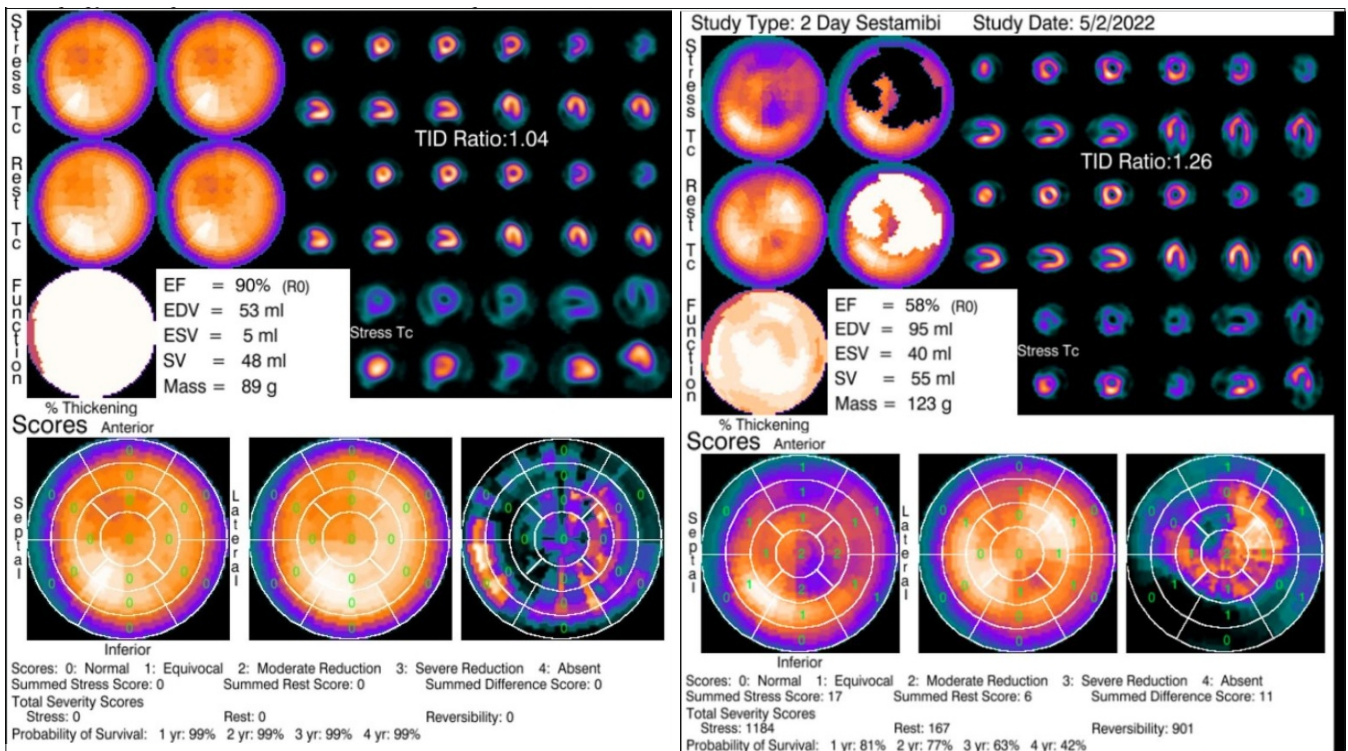 Stress Tc
TID Ratio:1.04
Rest Tc
Function
EF = 90% (R0)
EDV = 53 ml
ESV = 5 ml
SV = 48 ml
Mass = 89 g
Stress Tc
% Thickening
Scores
Anterior
Septal
Lateral
Inferior
Scores: 0: Normal 1: Equivocal 2: Moderate Reduction 3: Severe Reduction 4: Absent
Summed Stress Score: 0 Summed Rest Score: 0 Summed Difference Score: 0
Total Severity Scores
Stress: 0 Rest: 0 Reversibility: 0
Probability of Survival: 1 yr: 99% 2 yr: 99% 3 yr: 99% 4 yr: 99%
Study Type: 2 Day Sestamibi Study Date: 5/2/2022
Stress Tc
TID Ratio:1.26
Rest Tc
Function
EF = 58% (R0)
EDV = 95 ml
ESV = 40 ml
SV = 55 ml
Mass = 123 g
Stress Tc
% Thickening
Scores
Anterior
Septal
Lateral
Inferior
Scores: 0: Normal 1: Equivocal 2: Moderate Reduction 3: Severe Reduction 4: Absent
Summed Stress Score: 17 Summed Rest Score: 6 Summed Difference Score: 11
Total Severity Scores
Stress: 1184 Rest: 167 Reversibility: 901
Probability of Survival: 1 yr: 81% 2 yr: 77% 3 yr: 63% 4 yr: 42%